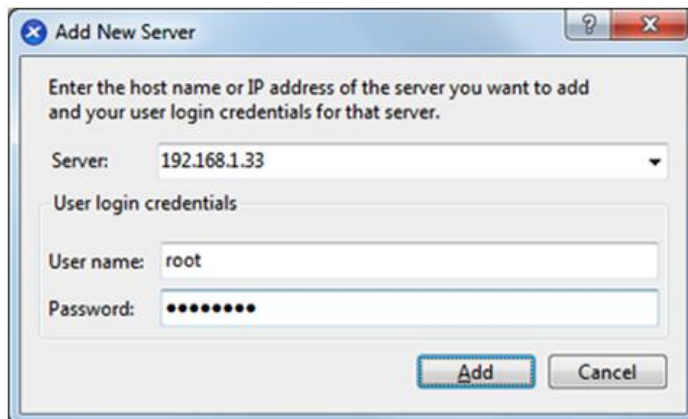 Add New Server
Enter the host name or IP address of the server you want to add
and your user login credentials for that server.
Server: 192.168.1.33
User login credentials
User name: root
Password: ••••••••
Add Cancel